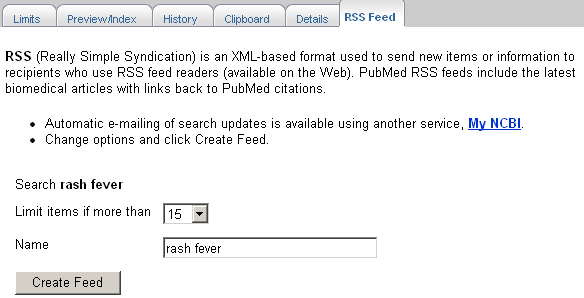 Limits Preview/Index History Clipboard Details RSS Feed
RSS (Really Simple Syndication) is an XML-based format used to send new items or information to
recipients who use RSS feed readers (available on the Web). PubMed RSS feeds include the latest
biomedical articles with links back to PubMed citations.
• Automatic e-mailing of search updates is available using another service, My NCBI.
• Change options and click Create Feed.
Search rash fever
Limit items if more than 15
Name rash fever
Create Feed